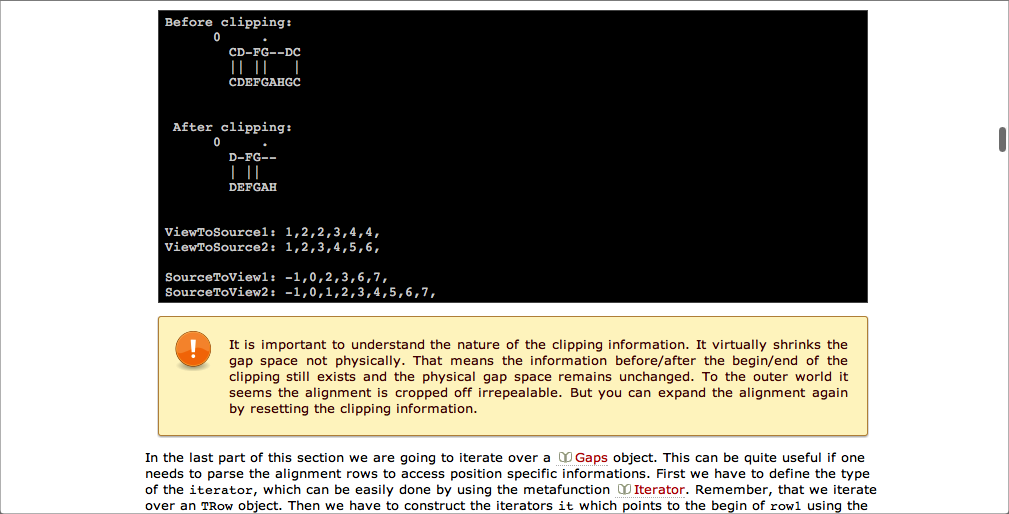 Before clipping:
0 .
CD-FG--DC
|| || |
CDEFGAHGC
After clipping:
0 .
D-FG--
| ||
DEFGAH
ViewToSource1: 1,2,2,3,4,4,
ViewToSource2: 1,2,3,4,5,6,
SourceToView1: -1,0,2,3,6,7,
SourceToView2: -1,0,1,2,3,4,5,6,7,
It is important to understand the nature of the clipping information. It virtually shrinks the
gap space not physically. That means the information before/after the begin/end of the
clipping still exists and the physical gap space remains unchanged. To the outer world it
seems the alignment is cropped off irrepealable. But you can expand the alignment again
by resetting the clipping information.
In the last part of this section we are going to iterate over a Gaps object. This can be quite useful if one
needs to parse the alignment rows to access position specific informations. First we have to define the type
of the iterator, which can be easily done by using the metafunction Iterator. Remember, that we iterate
over an TRow object. Then we have to construct the iterators it which points to the begin of row1 using the